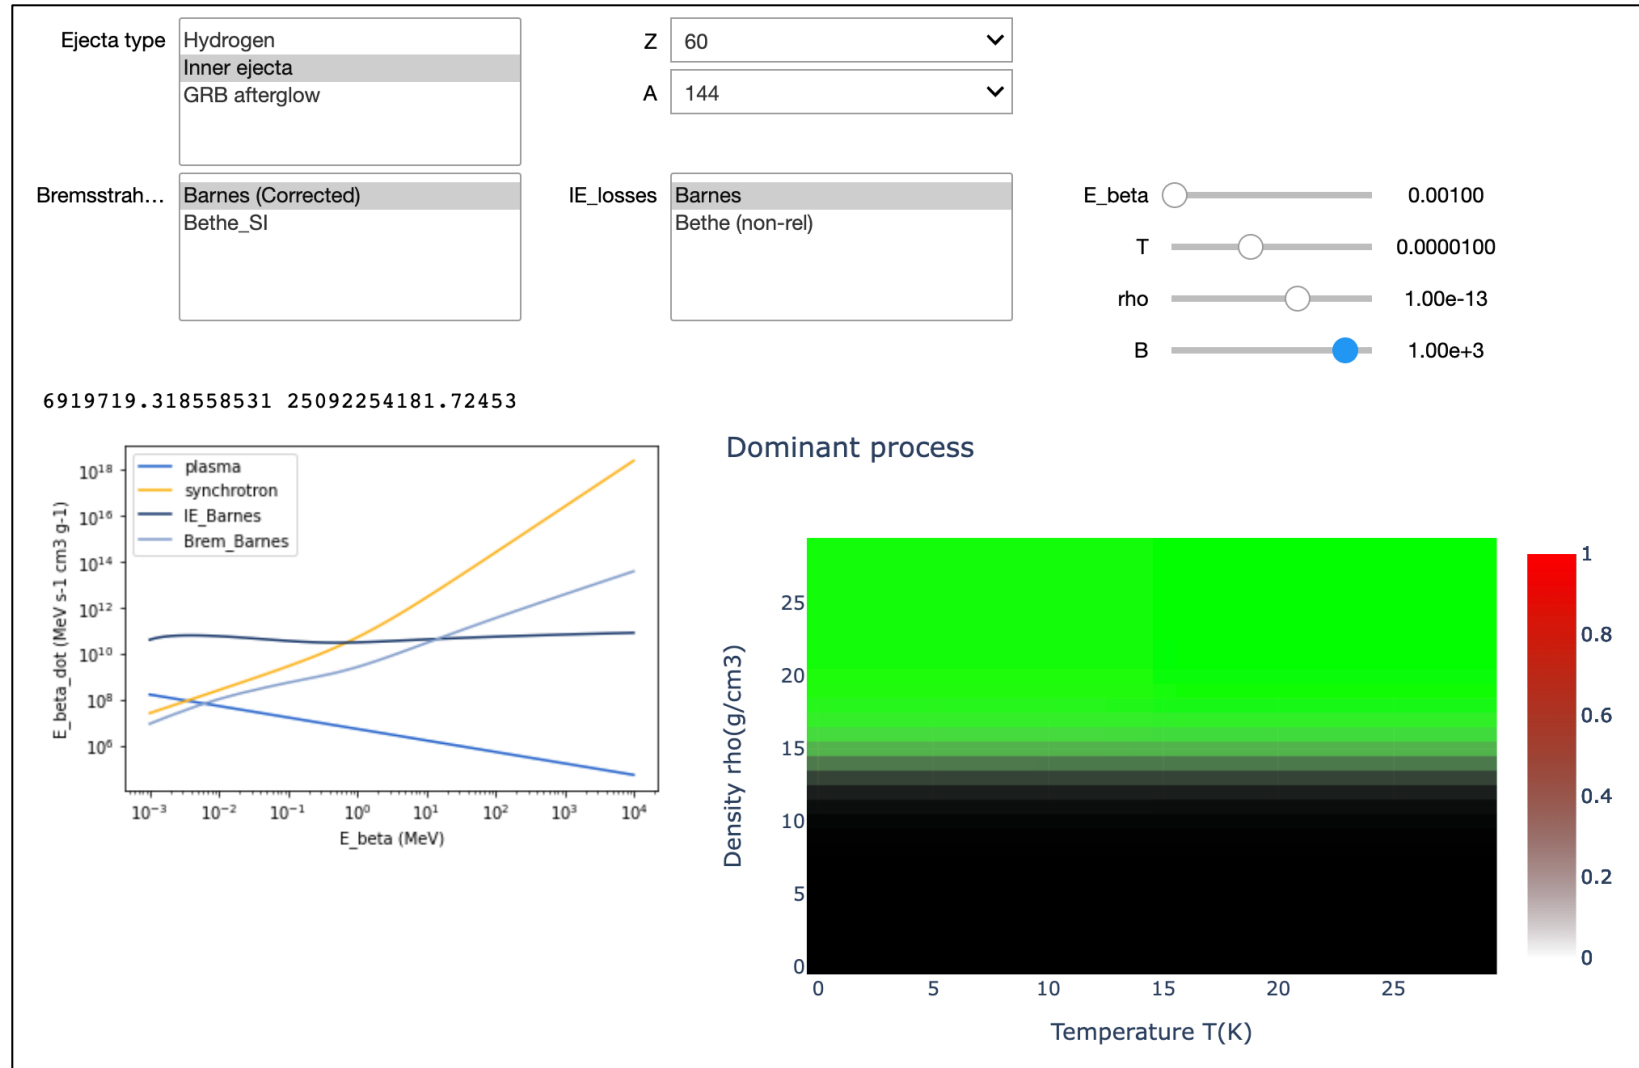 Ejecta type
Hydrogen
Inner ejecta
GRB afterglow
Z 60
A 144
Bremsstrah...
Barnes (Corrected)
Bethe_SI
IE_losses
Barnes
Bethe (non-rel)
E_beta 0.00100
T 0.0000100
rho 1.00e-13
B 1.00e+3
6919719.318558531 25092254181.72453
plasma
synchrotron
IE_Barnes
Brem_Barnes
E_beta_dot (MeV s-1 cm3 g-1)
10¹⁸
10¹⁶
10¹⁴
10¹²
10¹⁰
10⁸
10⁶
10⁻³ 10⁻² 10⁻¹ 10⁰ 10¹ 10² 10³ 10⁴
E_beta (MeV)
Dominant process
Density rho(g/cm3)
25
20
15
10
5
0
0 5 10 15 20 25
Temperature T(K)
1
0.8
0.6
0.4
0.2
0